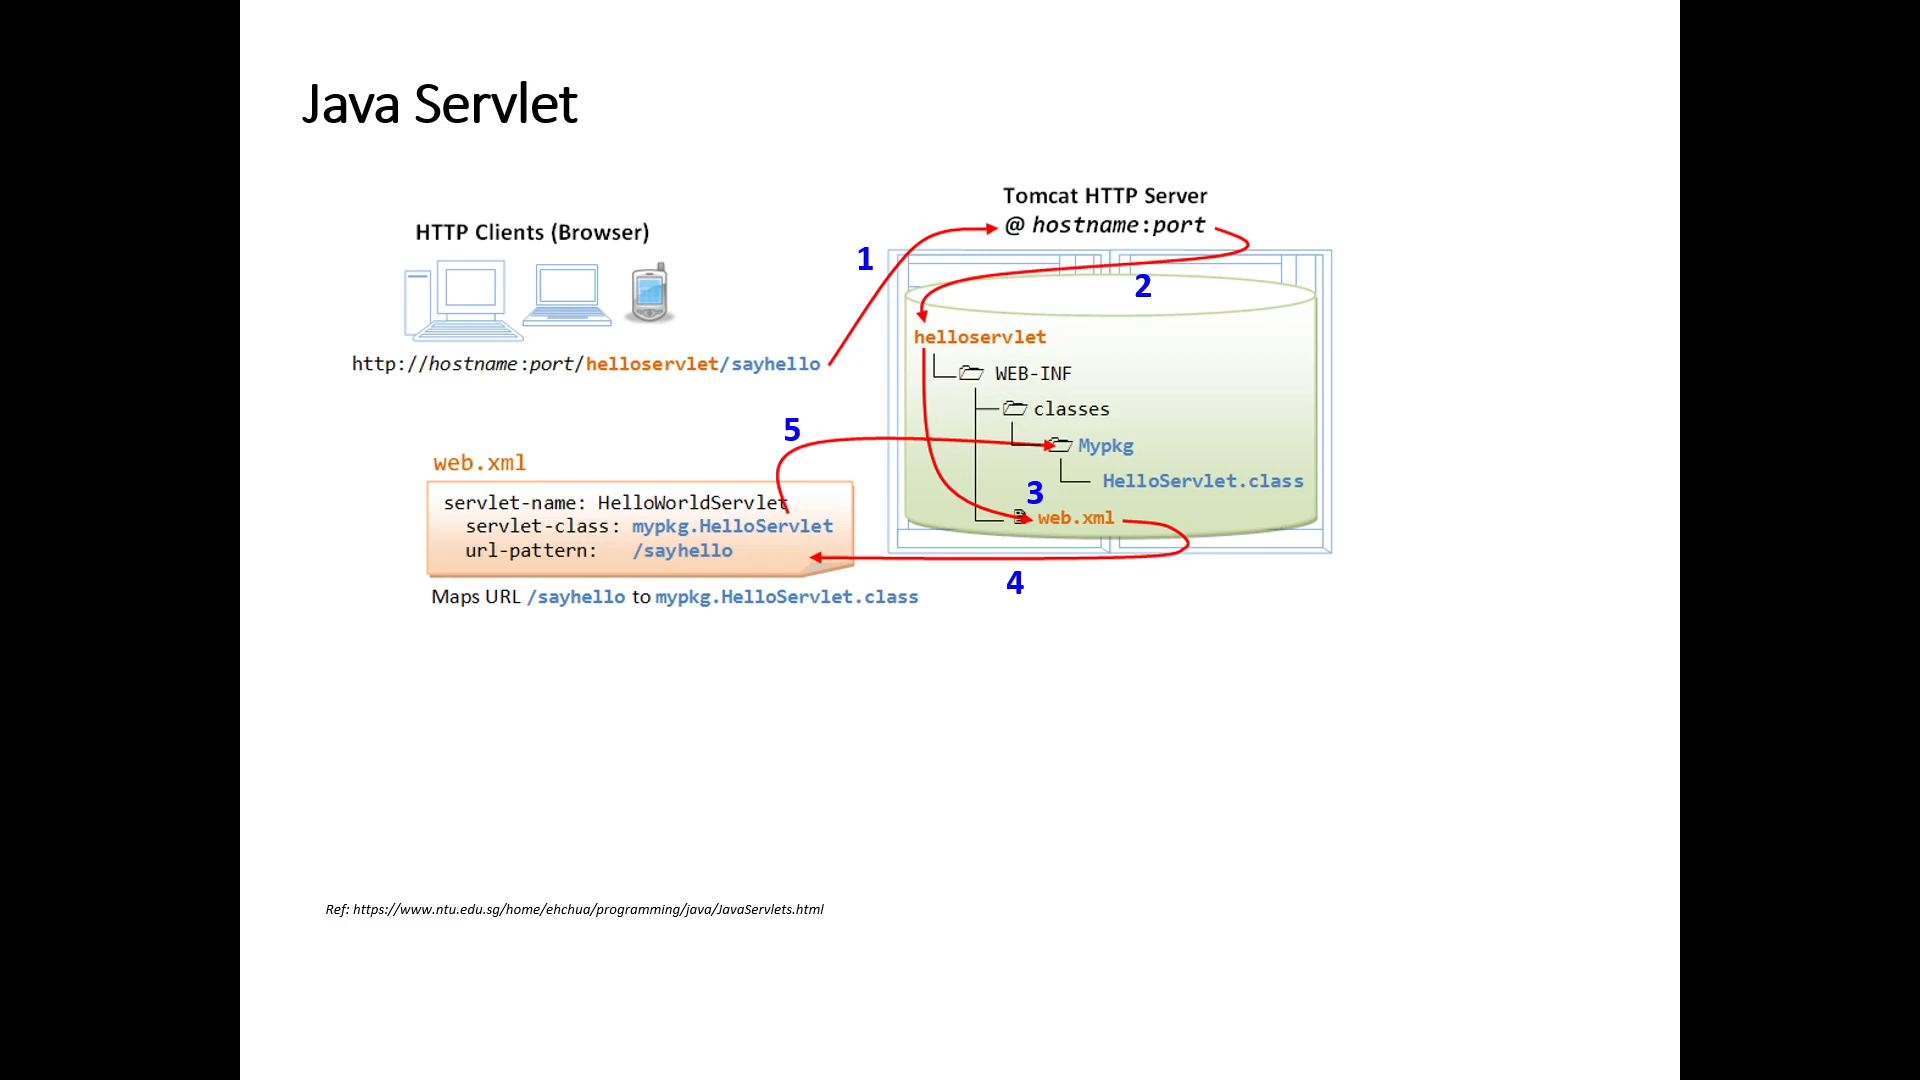 Java Servlet
HTTP Clients (Browser)
http://hostname:port/helloservlet/sayhello
Tomcat HTTP Server
@ hostname:port
1
2
helloservlet
WEB-INF
classes
Mypkg
HelloServlet.class
3
web.xml
4
5
web.xml
servlet-name: HelloWorldServlet
servlet-class: mypkg.HelloServlet
url-pattern: /sayhello
Maps URL /sayhello to mypkg.HelloServlet.class
Ref: https://www.ntu.edu.sg/home/ehchua/programming/java/JavaServlets.html